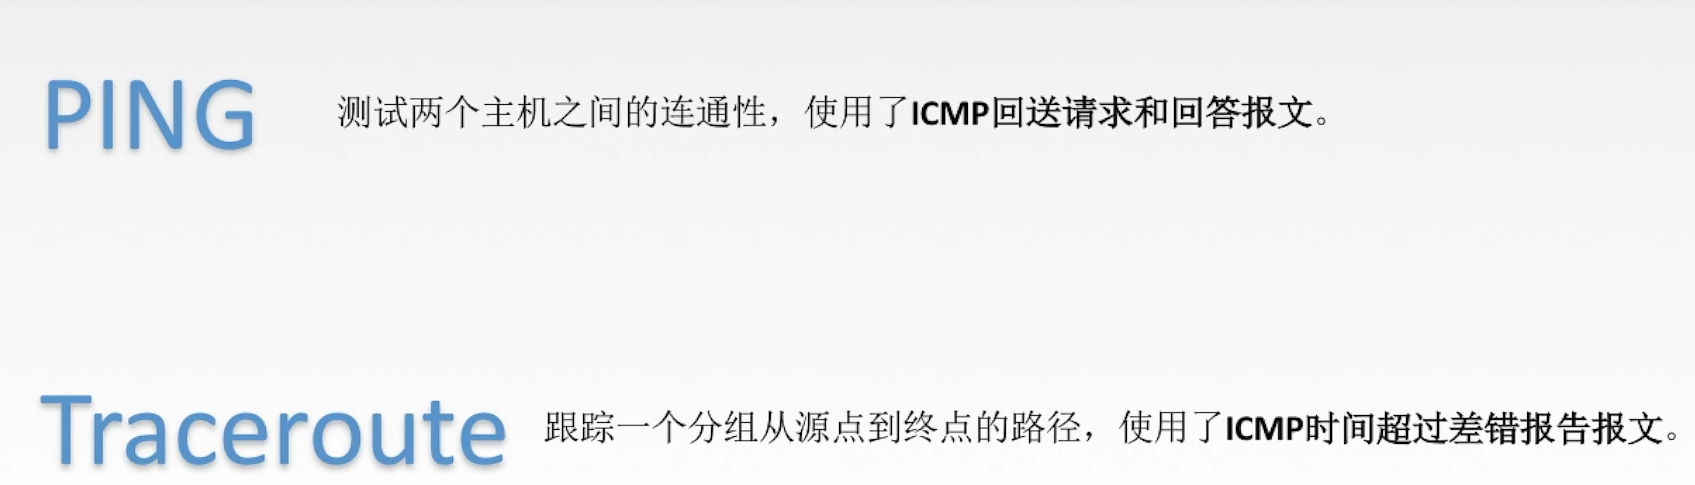 PING 测试两个主机之间的连通性，使用了ICMP回送请求和回答报文。
Traceroute 跟踪一个分组从源点到终点的路径，使用了ICMP时间超过差错报告报文。